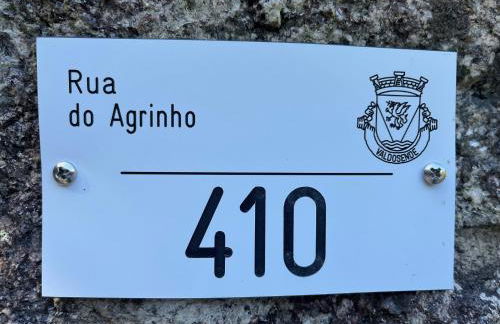 Rua
do Agrinho
VALDOSENDE
410